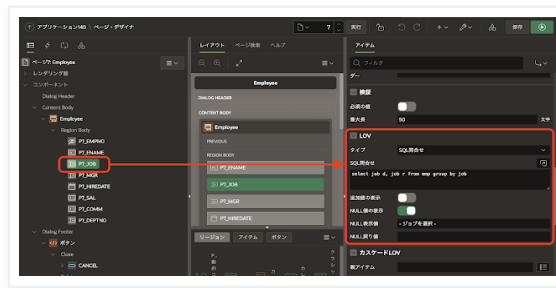 アプリケーション148 \ ページ・デザイナ
7
実行
保存
レイアウト ページ検索 ヘルプ
アイテム
ページ7: Employee
フィルタ
レンダリング前
コンポーネント
Dialog Header
Content Body
Employee
Region Body
P7_EMPNO
P7_ENAME
P7_JOB
P7_MGR
P7_HIREDATE
P7_SAL
P7_COMM
P7_DEPTNO
Dialog Footer
ボタン
Close
CANCEL
Employee
DIALOG HEADER
CONTENT BODY
Employee
PREVIOUS
REGION BODY
P7_ENAME
P7_JOB
P7_MGR
P7_HIREDATE
リージョン アイテム ボタン
検証
必須の値
最大長 50 文字
LOV
タイプ SQL問合せ
SQL問合せ
select job d, job r from emp group by job
追加値の表示
NULL値の表示
NULL表示値 - ジョブを選択 -
NULL戻り値
カスケードLOV
親アイテム